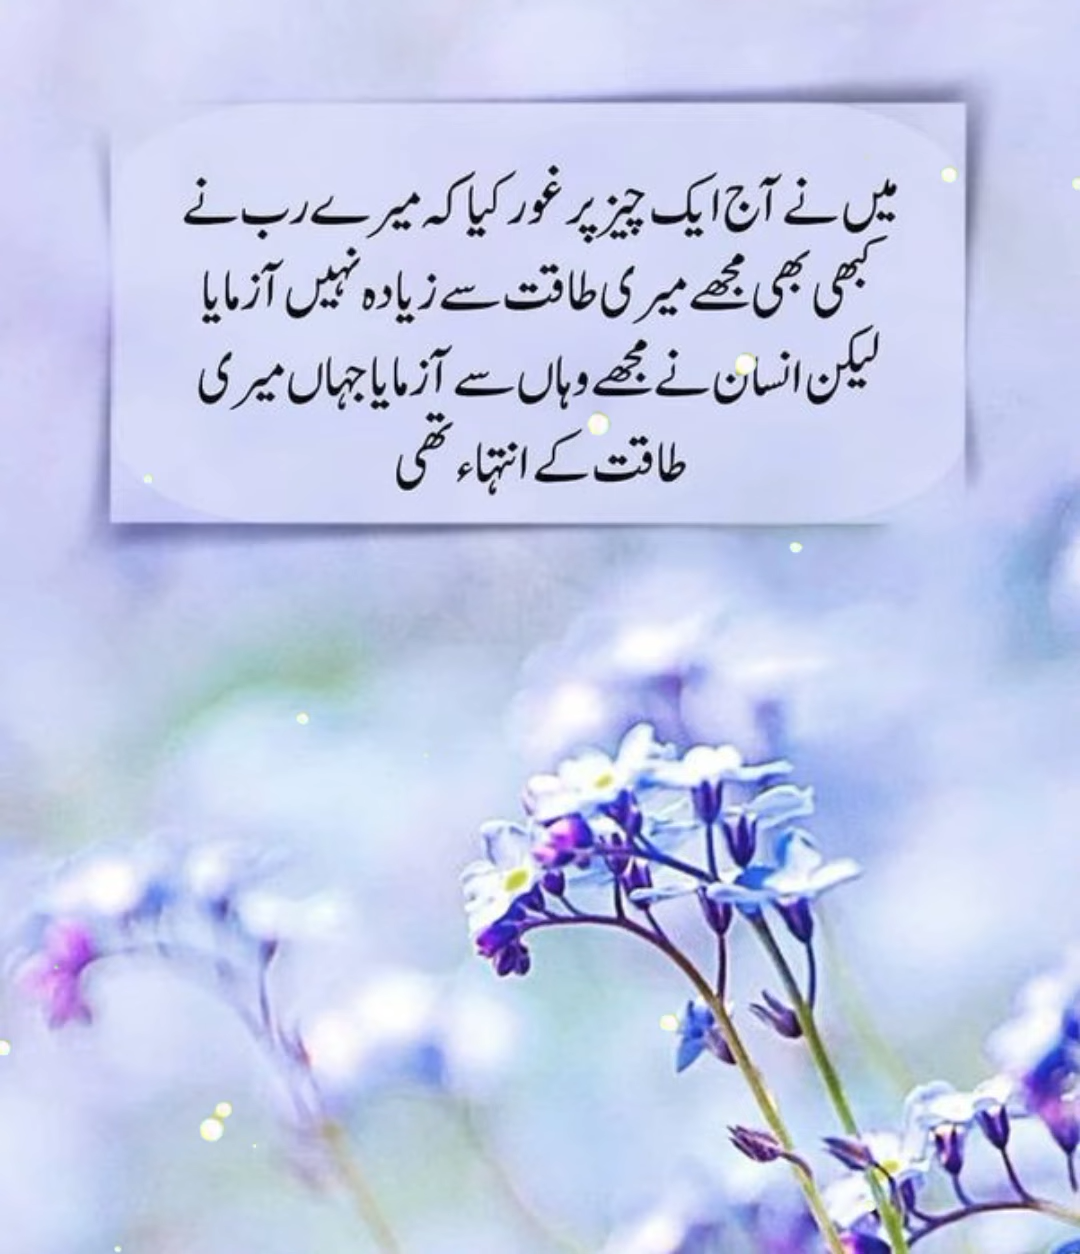 میں نے آج ایک چیز پر غور کیا کہ میرے رب نے
کبھی بھی مجھے میری طاقت سے زیادہ نہیں آزمایا
لیکن انسان نے مجھے وہاں سے آزمایا جہاں میری
طاقت کے انتہاء تھی